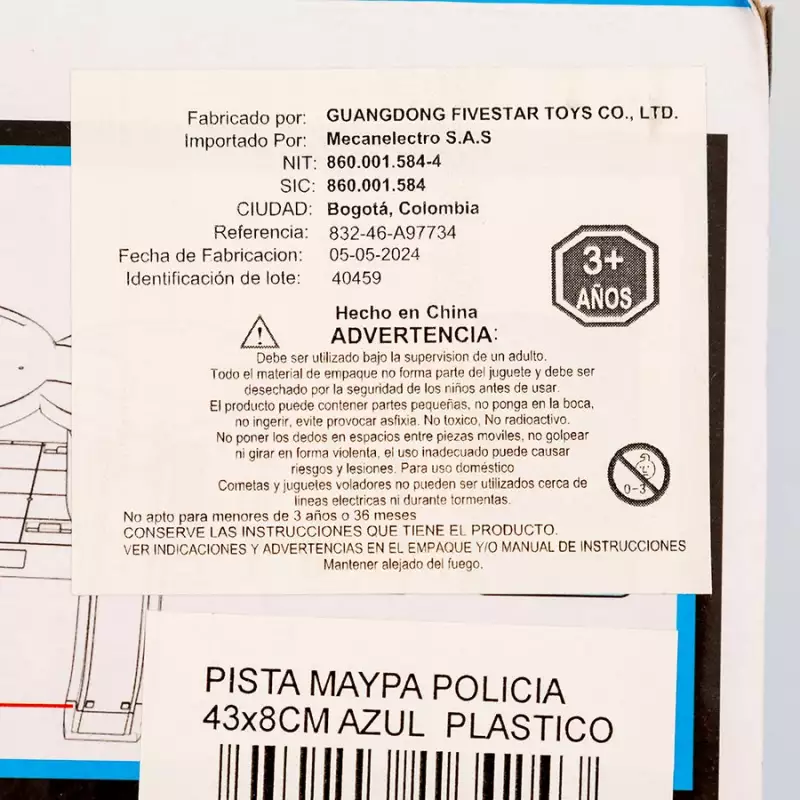 Fabricado por: GUANGDONG FIVESTAR TOYS CO., LTD.
Importado Por: Mecanelectro S.A.S
NIT: 860.001.584-4
SIC: 860.001.584
CIUDAD: Bogotá, Colombia
Referencia: 832-46-A97734
Fecha de Fabricacion: 05-05-2024
Identificación de lote: 40459
3+
AÑOS
Hecho en China
ADVERTENCIA:
Debe ser utilizado bajo la supervision de un adulto.
Todo el material de empaque no forma parte del juguete y debe ser
desechado por la seguridad de los niños antes de usar.
El producto puede contener partes pequeñas, no ponga en la boca,
no ingerir, evite provocar asfixia. No toxico, No radioactivo.
No poner los dedos en espacios entre piezas moviles, no golpear
ni girar en forma violenta, el uso inadecuado puede causar
riesgos y lesiones. Para uso doméstico
Cometas y juguetes voladores no pueden ser utilizados cerca de
lineas electricas ni durante tormentas.
0-3
No apto para menores de 3 años o 36 meses
CONSERVE LAS INSTRUCCIONES QUE TIENE EL PRODUCTO.
VER INDICACIONES Y ADVERTENCIAS EN EL EMPAQUE Y/O MANUAL DE INSTRUCCIONES
Mantener alejado del fuego.
PISTA MAYPA POLICIA
43x8CM AZUL PLASTICO